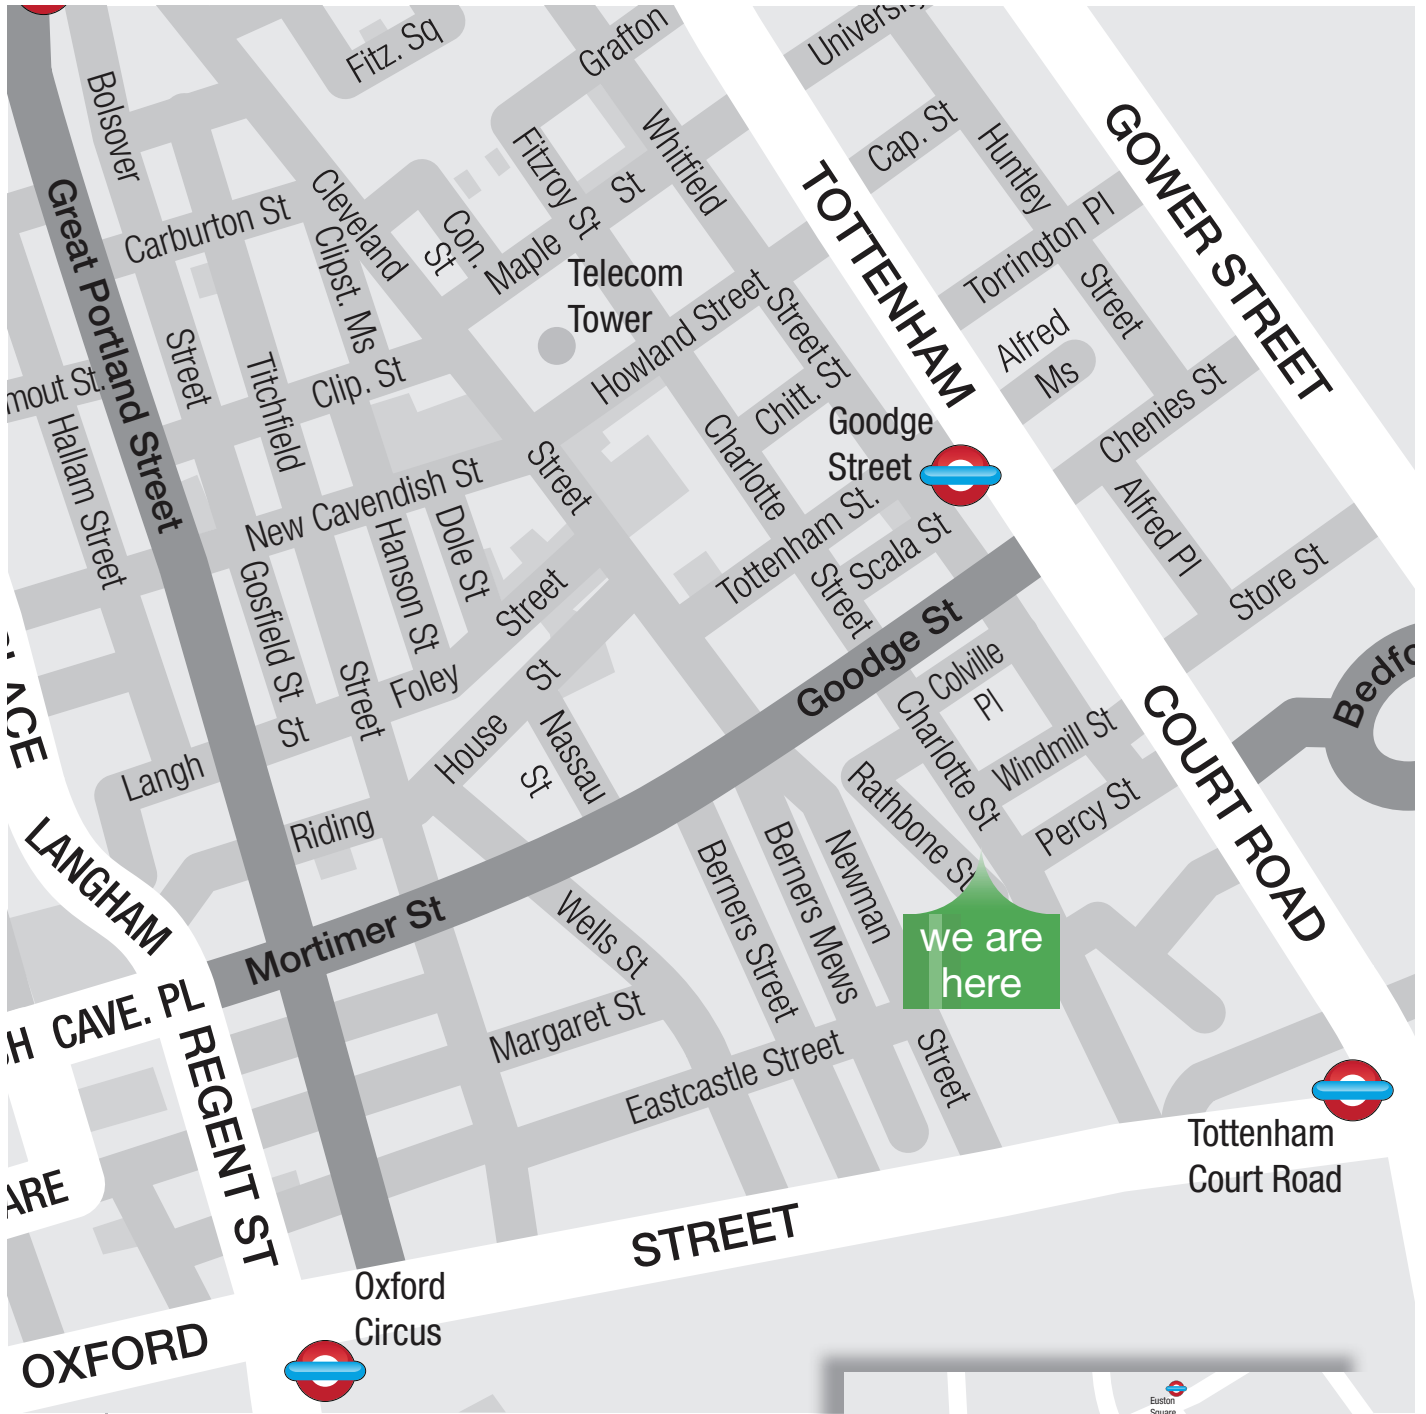 Fitz. Sq
Grafton
Bolsover
Cap. St
Whitfield
Huntley
GOWER STREET
Fitzroy St
St
Cleveland
TOTTENHAM
Great Portland Street
Carburton St
Con.
St
Maple
Torrington Pl
Clipst. Ms
Telecom
Tower
Howland Street
Street
Street
Alfred
Ms
Street
Titchfield
Clip. St
Chitt. St
Chenies St
Hallam Street
Charlotte
Goodge
Street
New Cavendish St
Street
Alfred Pl
Dole St
Hanson St
Tottenham St.
Scala St
Store St
Gosfield St
Street
Street
Goodge St
Street
Foley
St
Colville
Pl
St
House
Nassau
St
Charlotte St
Windmill St
COURT ROAD
Langh
Riding
Rathbone St
Percy St
LANGHAM
Berners Street
Berners Mews
Newman
Mortimer St
Wells St
we are
here
CAVE. PL
REGENT ST
Margaret St
Eastcastle Street
Street
Tottenham
Court Road
STREET
Oxford
Circus
OXFORD
Euston
Square